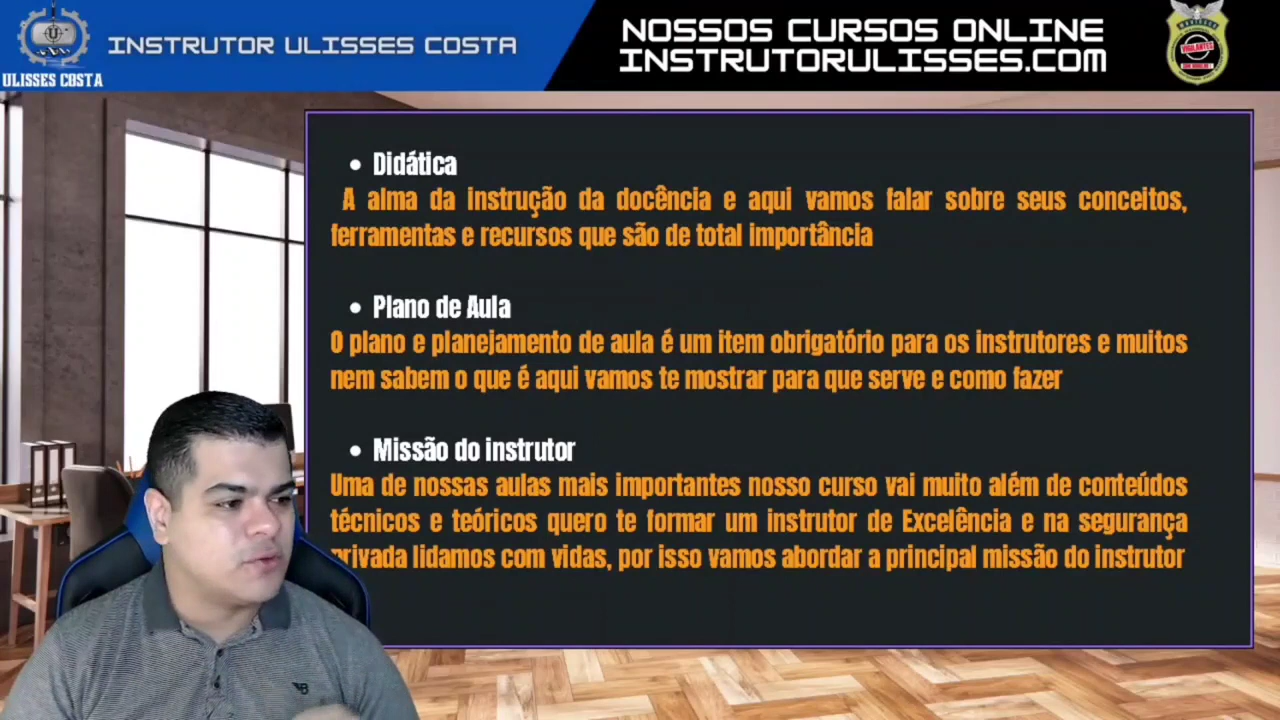 INSTRUTOR ULISSES COSTA
ULISSES COSTA
NOSSOS CURSOS ONLINE
INSTRUTORULISSES.COM
VIGILANTES
• Didática
A alma da instrução da docência e aqui vamos falar sobre seus conceitos,
ferramentas e recursos que são de total importância
• Plano de Aula
O plano e planejamento de aula é um item obrigatório para os instrutores e muitos
nem sabem o que é aqui vamos te mostrar para que serve e como fazer
• Missão do instrutor
Uma de nossas aulas mais importantes nosso curso vai muito além de conteúdos
técnicos e teóricos quero te formar um instrutor de Excelência e na segurança
privada lidamos com vidas, por isso vamos abordar a principal missão do instrutor